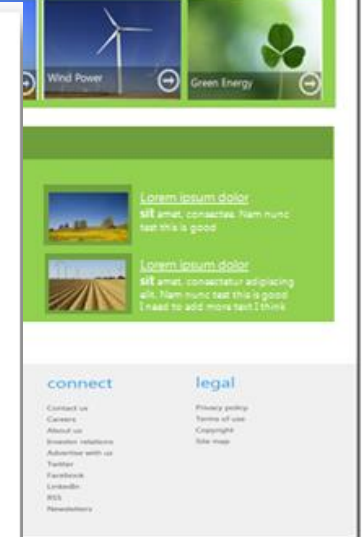 Wind Power
Green Energy
Lorem ipsum dolor
sit amet, consectee. Nam nunc
test this is good
Lorem ipsum dolor
sit amet, consectetur adipiscing
elit. Nam nunc test this is good
I need to add more text I think
connect
legal
Contact us
Careers
About us
Investor relations
Advertise with us
Twitter
Facebook
LinkedIn
RSS
Newsletters
Privacy policy
Terms of use
Copyright
Site map